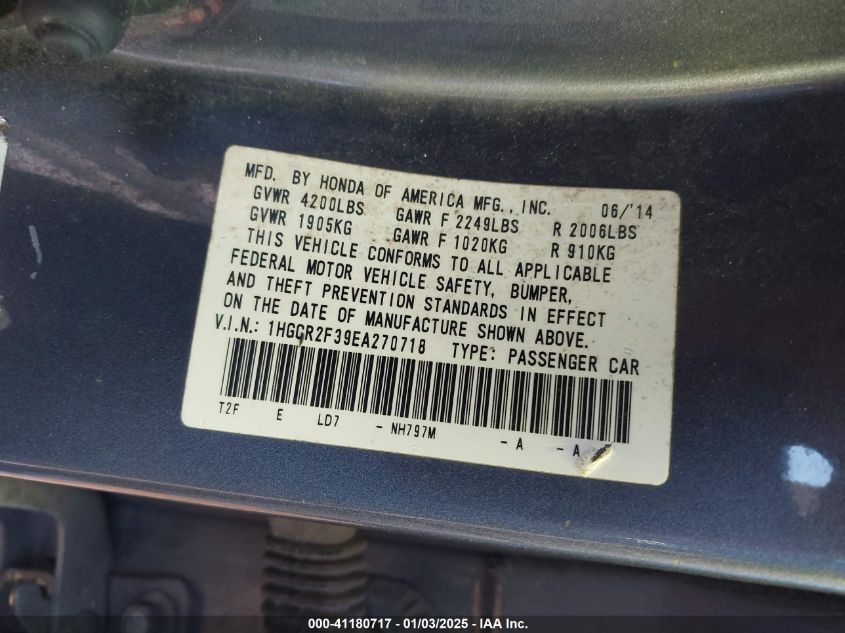 MFD. BY HONDA OF AMERICA MFG., INC. 06/'14
GVWR 4200LBS GAWR F 2249LBS R 2006LBS
GVWR 1905KG GAWR F 1020KG R 910KG
THIS VEHICLE CONFORMS TO ALL APPLICABLE
FEDERAL MOTOR VEHICLE SAFETY, BUMPER,
AND THEFT PREVENTION STANDARDS IN EFFECT
ON THE DATE OF MANUFACTURE SHOWN ABOVE.
V.I.N.: 1HGCR2F39EA270718 TYPE: PASSENGER CAR
T2F E LD7 - NH797M - A - A
000-41180717 - 01/03/2025 - IAA Inc.